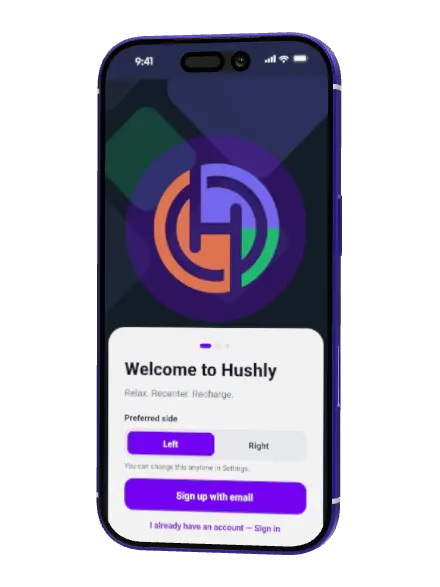 9:41
Welcome to Hushly
Relax. Recenter. Recharge.
Preferred side
Left Right
You can change this anytime in Settings.
Sign up with email
I already have an account — Sign in